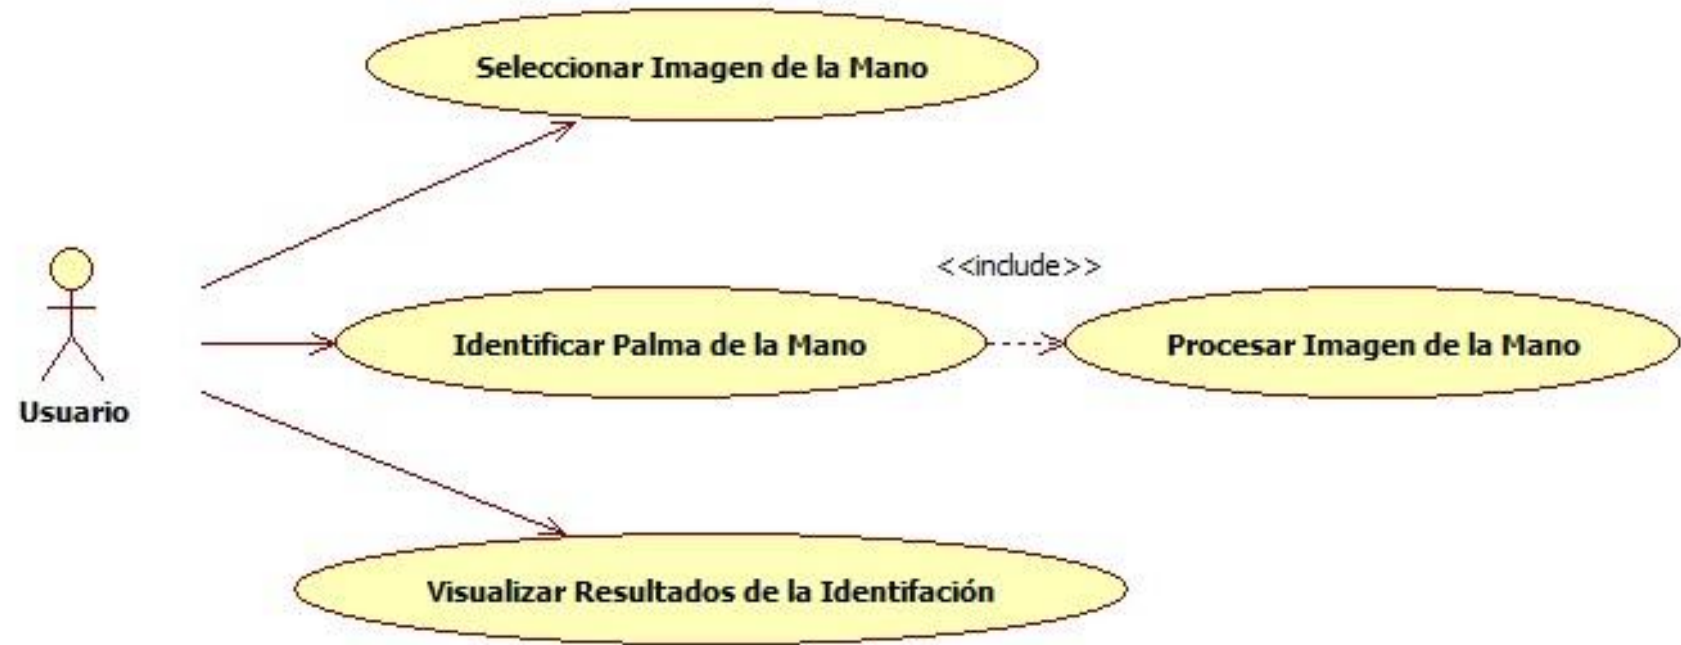 Seleccionar Imagen de la Mano
<<include>>
Identificar Palma de la Mano
Procesar Imagen de la Mano
Usuario
Visualizar Resultados de la Identifación